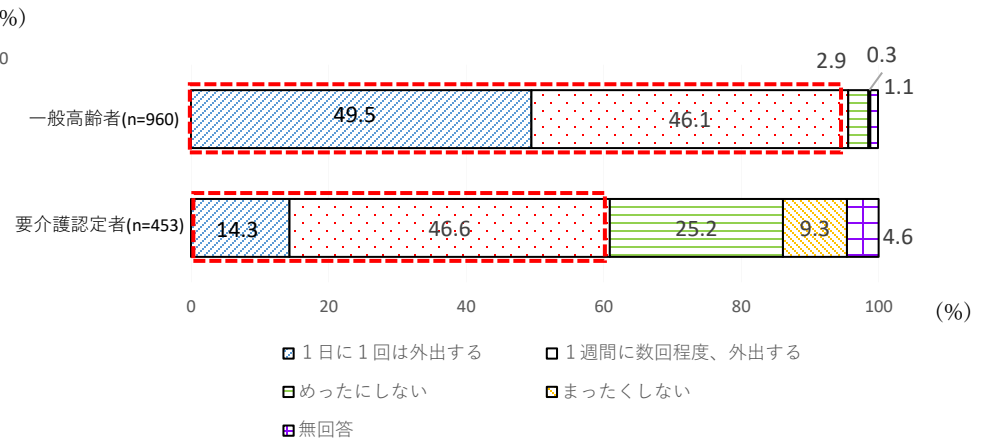 %)
0
2.9 0.3
1.1
一般高齢者(n=960) 49.5 46.1
要介護認定者(n=453) 14.3 46.6 25.2 9.3 4.6
0 20 40 60 80 100 (%)
１日に１回は外出する １週間に数回程度、外出する
めったにしない まったくしない
無回答